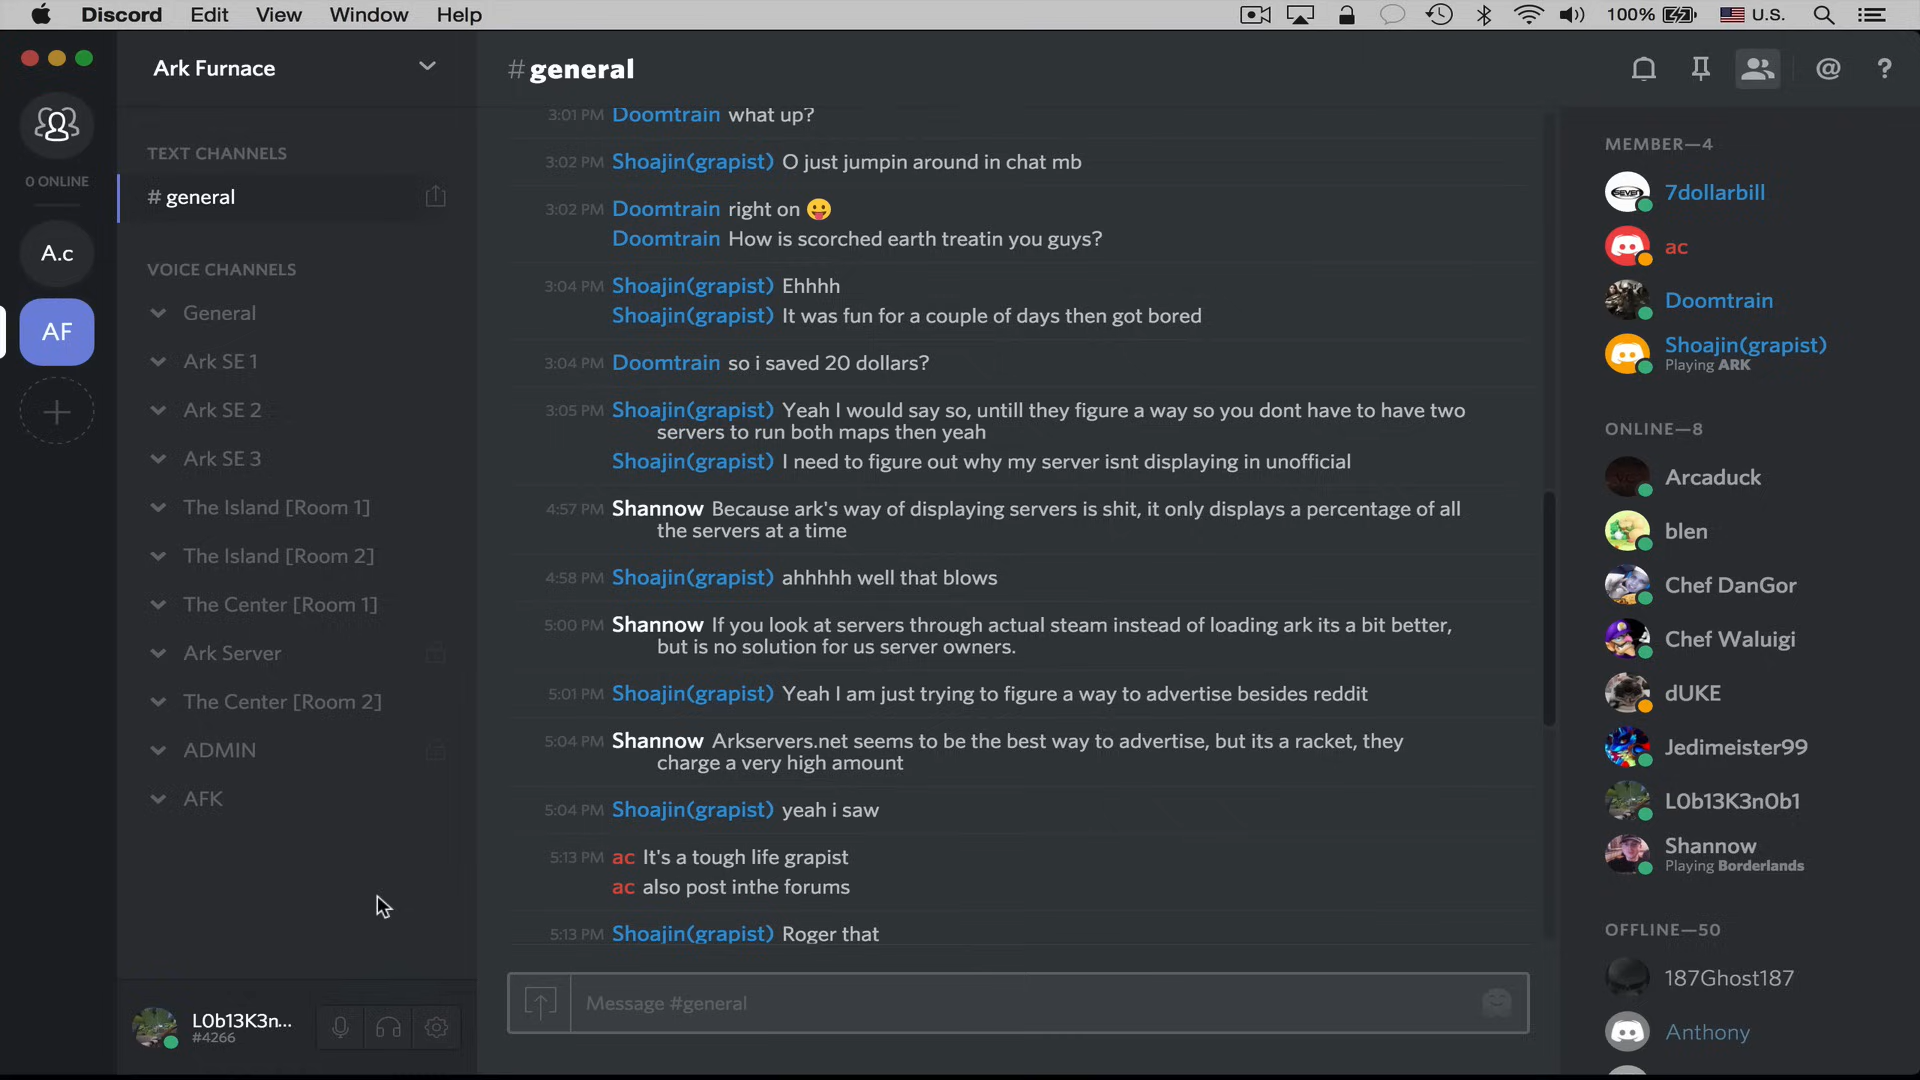 Discord Edit View Window Help 100% U.S.
Ark Furnace
#general
0 ONLINE
A.c
AF
TEXT CHANNELS
# general
VOICE CHANNELS
General
Ark SE 1
Ark SE 2
Ark SE 3
The Island [Room 1]
The Island [Room 2]
The Center [Room 1]
Ark Server
The Center [Room 2]
ADMIN
AFK
L0b13K3n...
#4266
3:01 PM Doomtrain what up?
3:02 PM Shoajin(grapist) O just jumpin around in chat mb
3:02 PM Doomtrain right on 😛
Doomtrain How is scorched earth treatin you guys?
3:04 PM Shoajin(grapist) Ehhhh
Shoajin(grapist) It was fun for a couple of days then got bored
3:04 PM Doomtrain so i saved 20 dollars?
3:05 PM Shoajin(grapist) Yeah I would say so, untill they figure a way so you dont have to have two
servers to run both maps then yeah
Shoajin(grapist) I need to figure out why my server isnt displaying in unofficial
4:57 PM Shannow Because ark's way of displaying servers is shit, it only displays a percentage of all
the servers at a time
4:58 PM Shoajin(grapist) ahhhhh well that blows
5:00 PM Shannow If you look at servers through actual steam instead of loading ark its a bit better,
but is no solution for us server owners.
5:01 PM Shoajin(grapist) Yeah I am just trying to figure a way to advertise besides reddit
5:04 PM Shannow Arkservers.net seems to be the best way to advertise, but its a racket, they
charge a very high amount
5:04 PM Shoajin(grapist) yeah i saw
5:13 PM ac It's a tough life grapist
ac also post inthe forums
5:13 PM Shoajin(grapist) Roger that
Message #general
MEMBER—4
SEVEN
7dollarbill
ac
Doomtrain
Shoajin(grapist)
Playing ARK
ONLINE—8
Arcaduck
blen
Chef DanGor
Chef Waluigi
dUKE
Jedimeister99
L0b13K3n0b1
Shannow
Playing Borderlands
OFFLINE—50
187Ghost187
Anthony